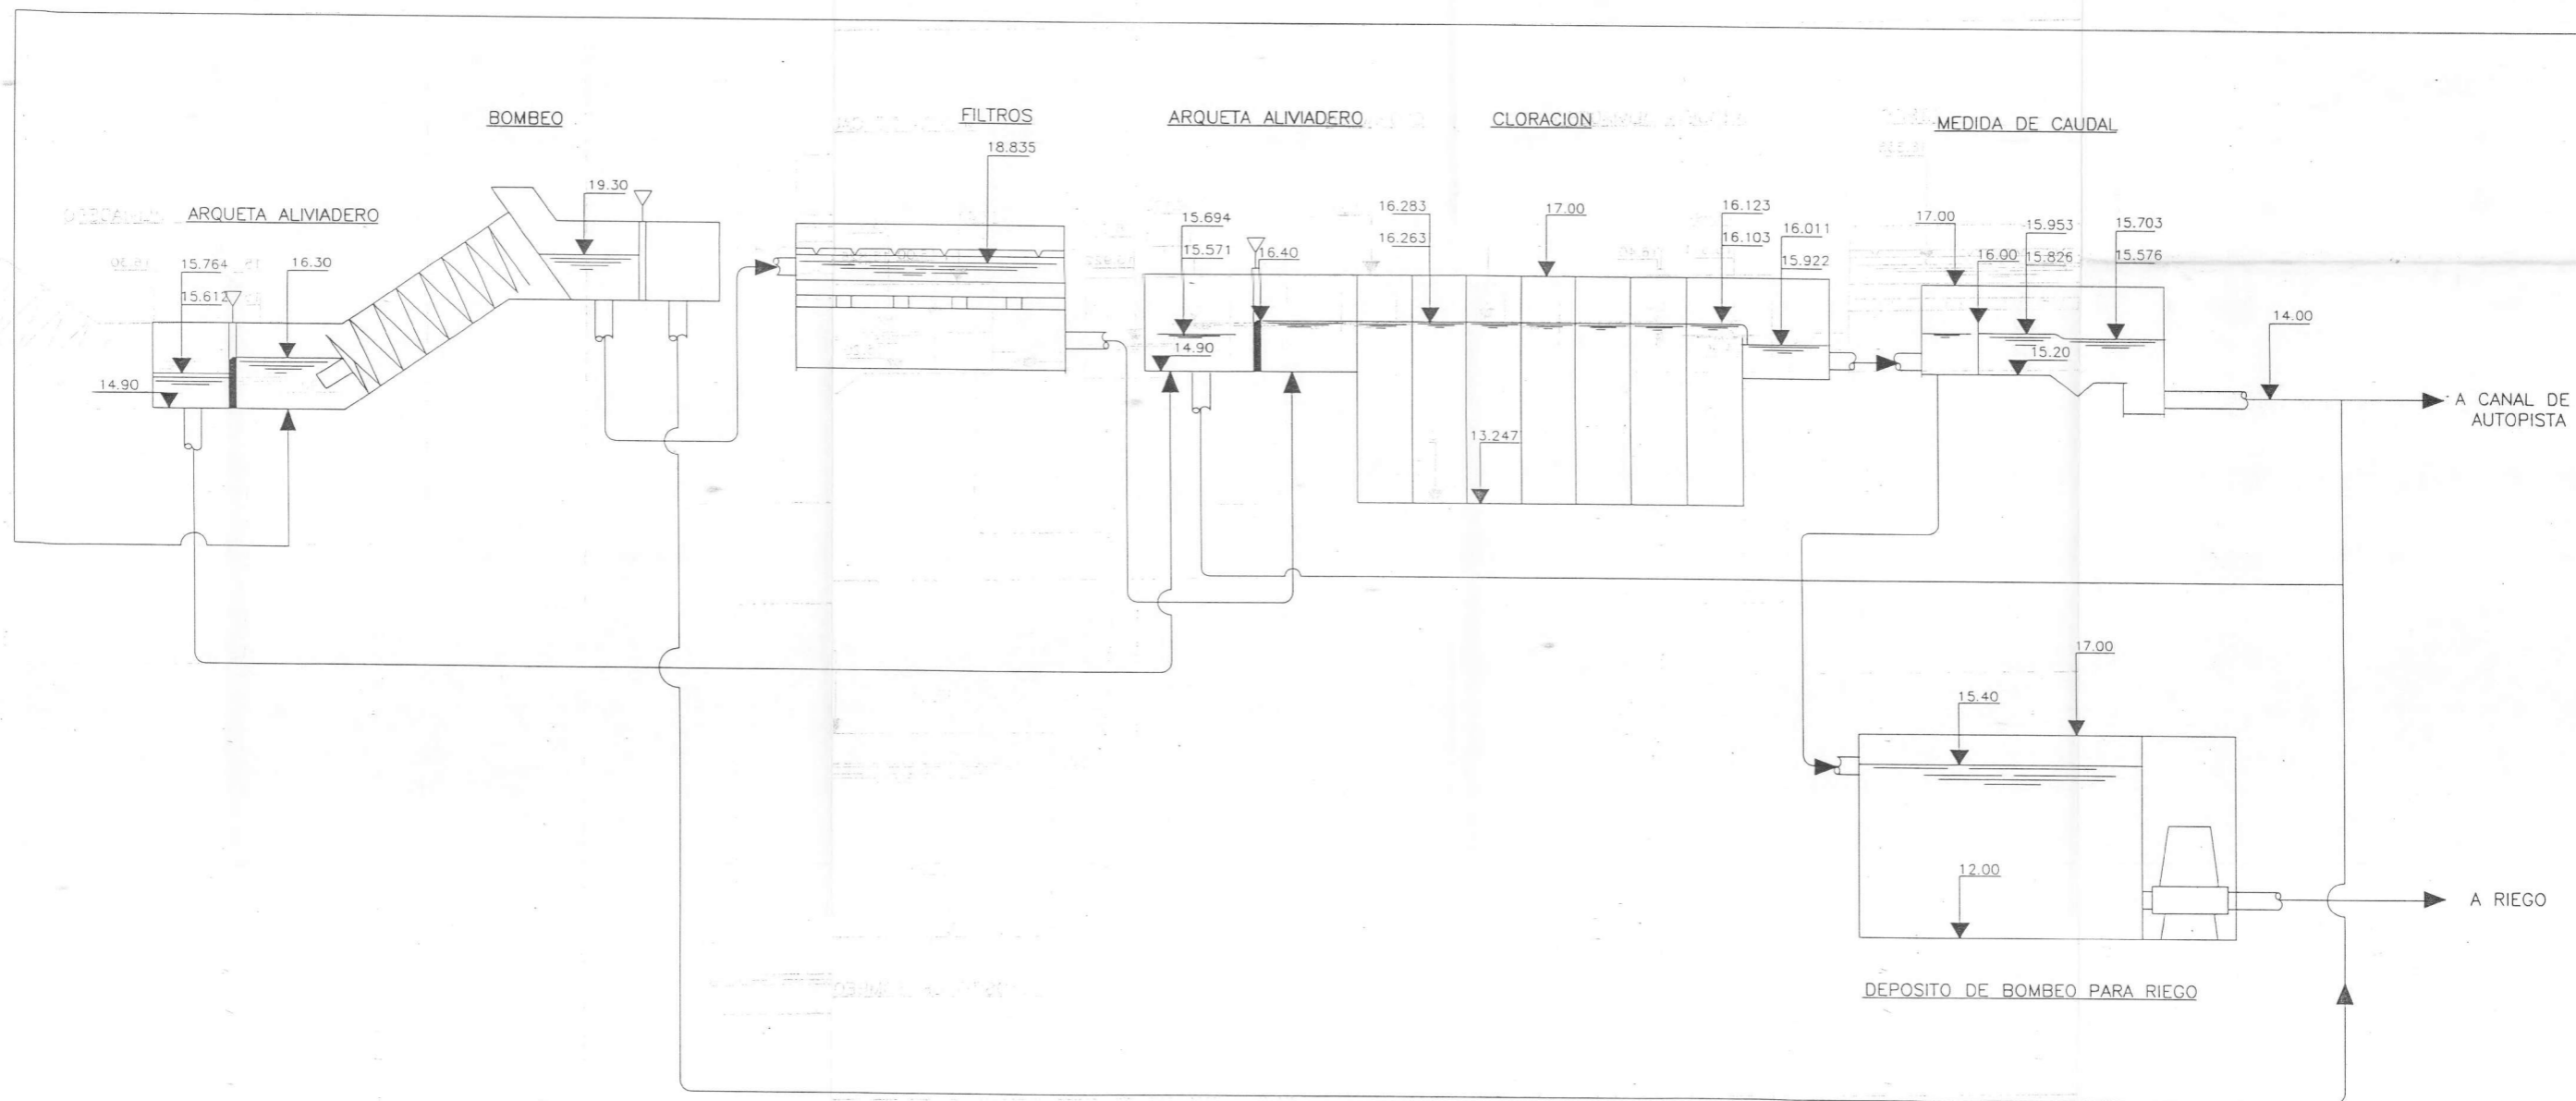 BOMBEO
FILTROS
ARQUETA ALIVIADERO
CLORACION
MEDIDA DE CAUDAL
ARQUETA ALIVIADERO
15.764
15.612
16.30
14.90
19.30
18.835
15.694
15.571
16.40
14.90
16.283
16.263
17.00
13.247
16.123
16.103
16.011
15.922
17.00
16.00
15.953
15.826
15.703
15.576
15.20
14.00
A CANAL DE
AUTOPISTA
17.00
15.40
12.00
A RIEGO
DEPOSITO DE BOMBEO PARA RIEGO